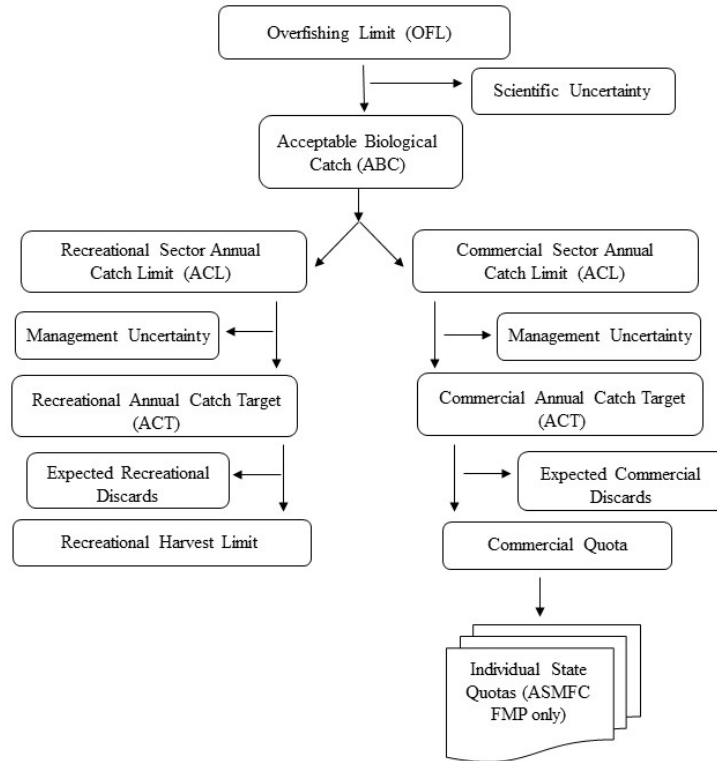 Overfishing Limit (OFL)
Scientific Uncertainty
Acceptable Biological
Catch (ABC)
Recreational Sector Annual
Catch Limit (ACL)
Commercial Sector Annual
Catch Limit (ACL)
Management Uncertainty
Management Uncertainty
Recreational Annual Catch Target
(ACT)
Commercial Annual Catch Target
(ACT)
Expected Recreational
Discards
Expected Commercial
Discards
Recreational Harvest Limit
Commercial Quota
Individual State
Quotas (ASMFC
FMP only)